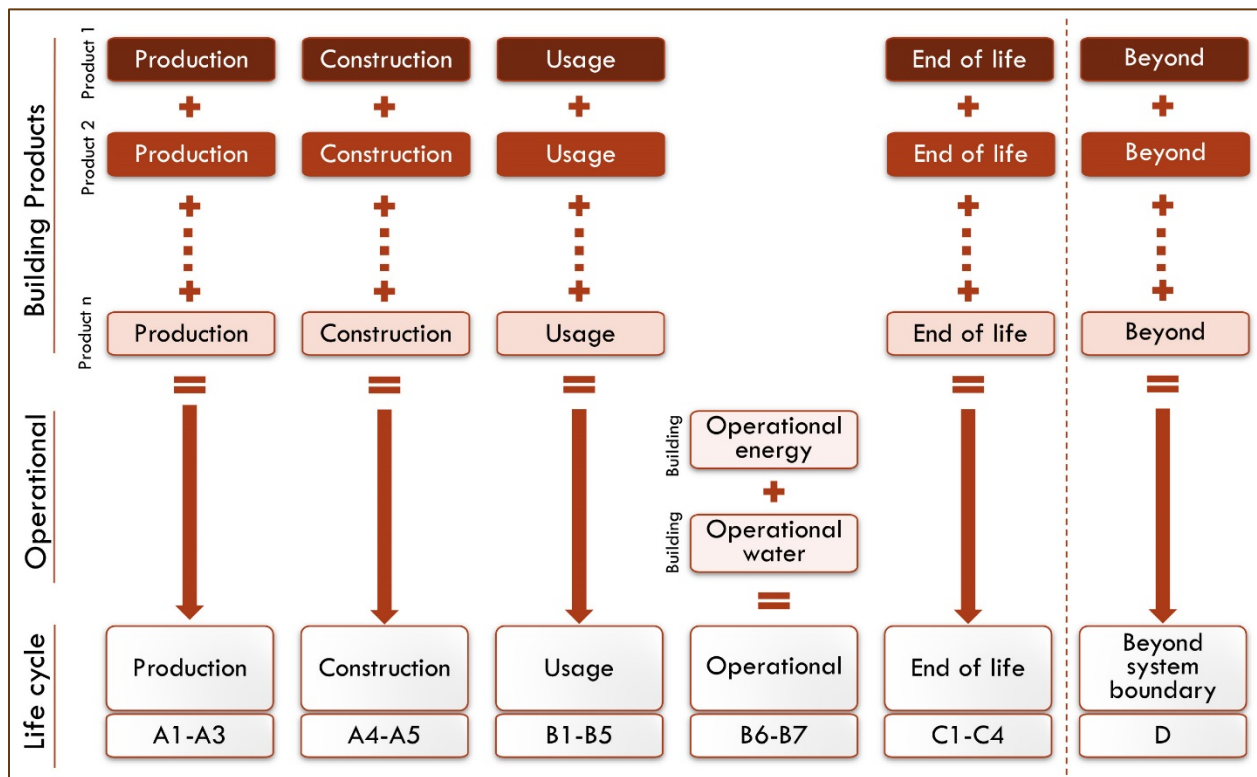 Building Products
Product 1
Production
Construction
Usage
End of life
Beyond
Product 2
Production
Construction
Usage
End of life
Beyond
Product n
Production
Construction
Usage
End of life
Beyond
Operational
Building
Operational
energy
Building
Operational
water
Life cycle
Production
Construction
Usage
Operational
End of life
Beyond
system
boundary
A1-A3
A4-A5
B1-B5
B6-B7
C1-C4
D